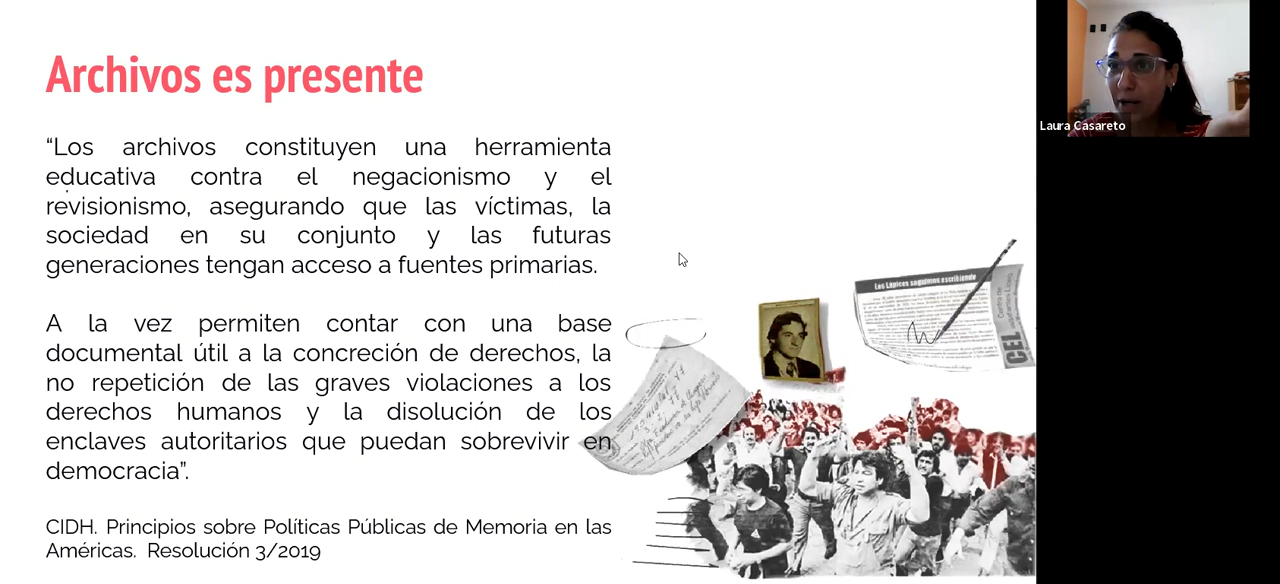 Archivos es presente
“Los archivos constituyen una herramienta
educativa contra el negacionismo y el
revisionismo, asegurando que las víctimas, la
sociedad en su conjunto y las futuras
generaciones tengan acceso a fuentes primarias.
A la vez permiten contar con una base
documental útil a la concreción de derechos, la
no repetición de las graves violaciones a los
derechos humanos y la disolución de los
enclaves autoritarios que puedan sobrevivir en
democracia”.
CIDH. Principios sobre Políticas Públicas de Memoria en las
Américas. Resolución 3/2019
Los Lápices seguimos escribiendo
CEL
Laura Casareto